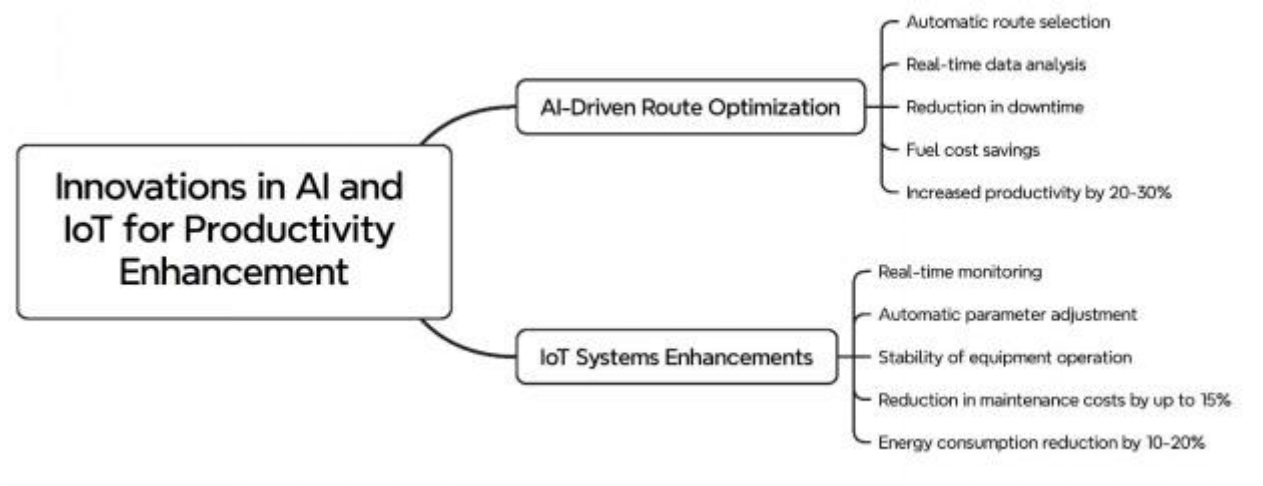 Innovations in AI and
IoT for Productivity
Enhancement
AI-Driven Route Optimization
Automatic route selection
Real-time data analysis
Reduction in downtime
Fuel cost savings
Increased productivity by 20-30%
IoT Systems Enhancements
Real-time monitoring
Automatic parameter adjustment
Stability of equipment operation
Reduction in maintenance costs by up to 15%
Energy consumption reduction by 10-20%